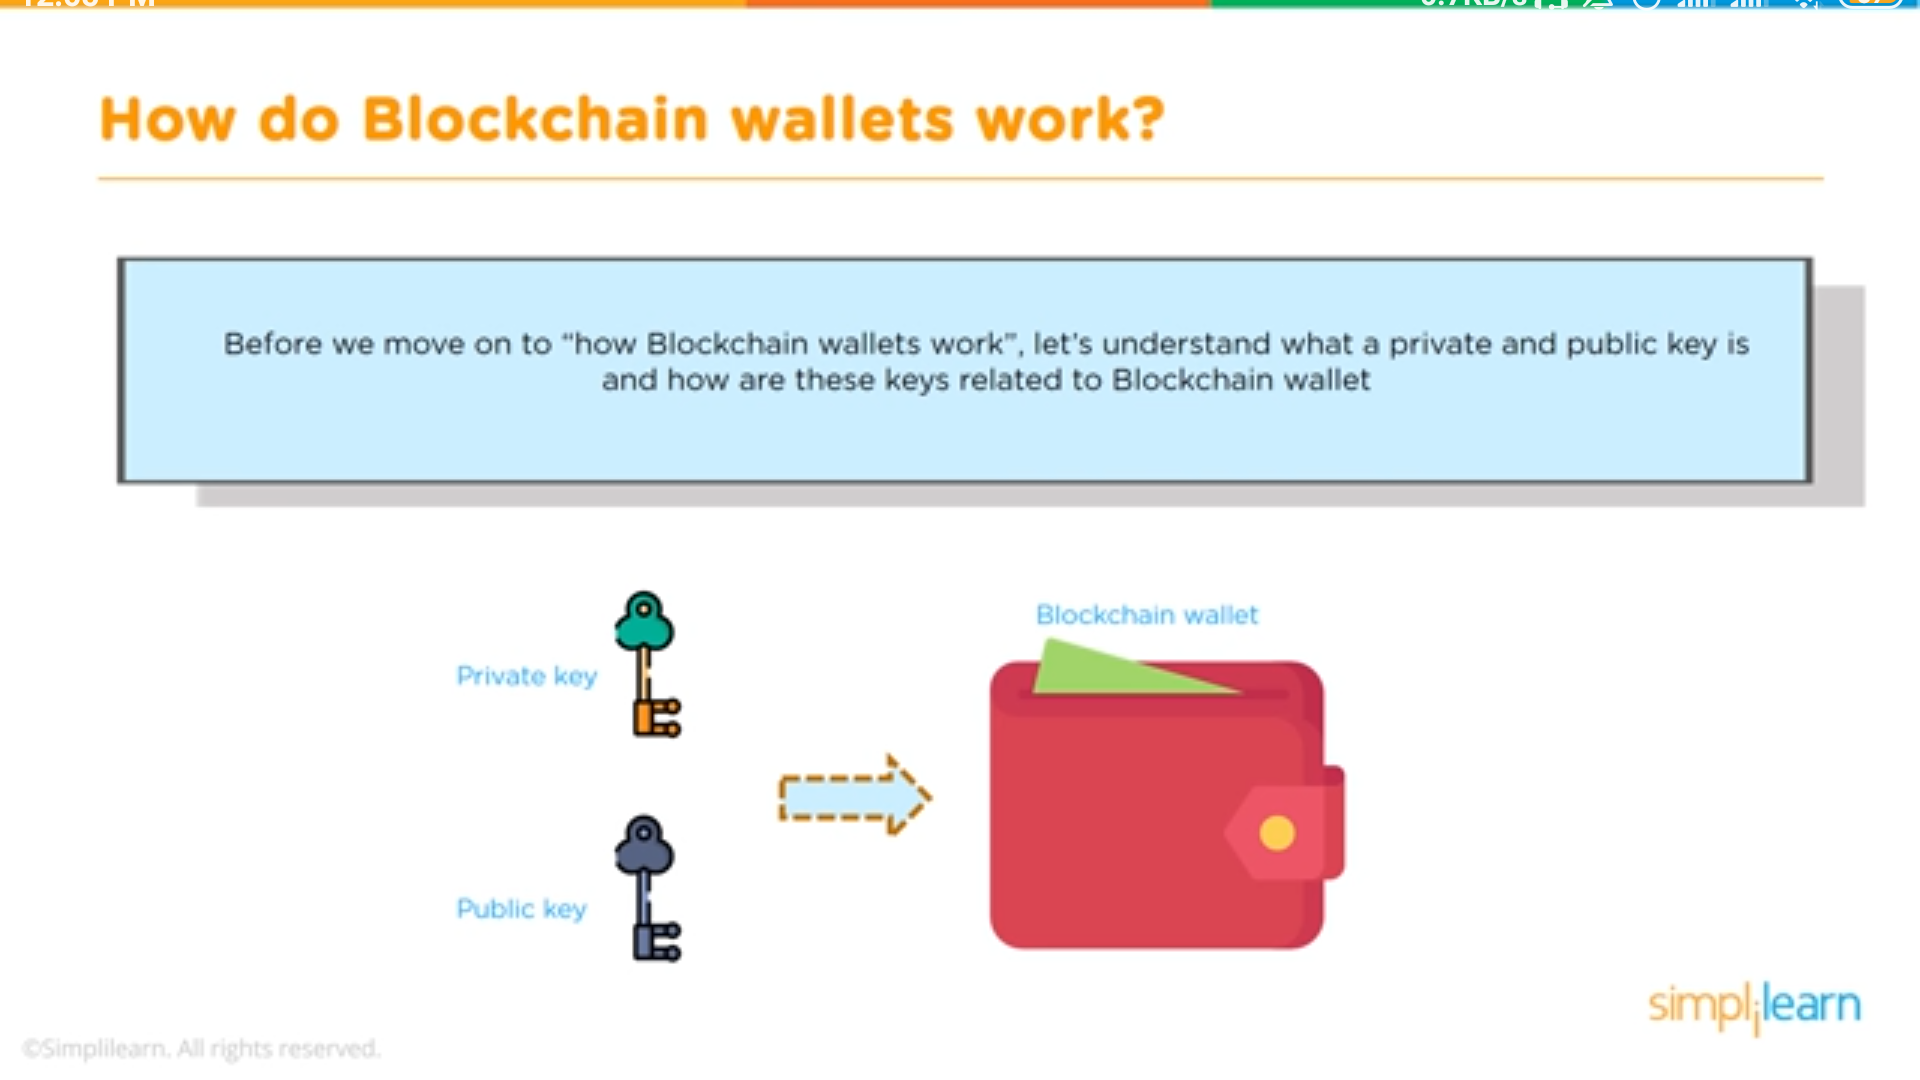 How do Blockchain wallets work?
Before we move on to “how Blockchain wallets work”, let's understand what a private and public key is
and how are these keys related to Blockchain wallet
Blockchain wallet
Private key
Public key
simplilearn
©Simplilearn. All rights reserved.